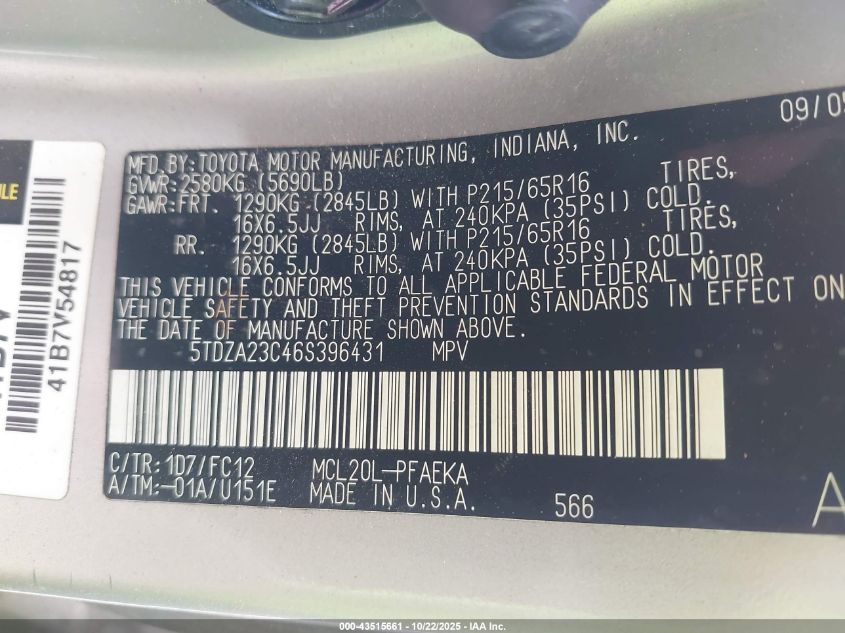 09/05
MFD.BY:TOYOTA MOTOR MANUFACTURING, INDIANA, INC.
GVWR:2580KG (5690LB)
GAWR:FRT. 1290KG (2845LB) WITH P215/65R16 TIRES,
16X6.5JJ RIMS, AT 240KPA (35PSI) COLD.
RR. 1290KG (2845LB) WITH P215/65R16 TIRES,
16X6.5JJ RIMS, AT 240KPA (35PSI) COLD.
THIS VEHICLE CONFORMS TO ALL APPLICABLE FEDERAL MOTOR
VEHICLE SAFETY AND THEFT PREVENTION STANDARDS IN EFFECT ON
THE DATE OF MANUFACTURE SHOWN ABOVE.
5TDZA23C46S396431 MPV
C/TR:1D7/FC12 MCL20L-PFAEKA
A/TM:-01A/U151E MADE IN U.S.A. 566
A
41B7V54817
000-43515661 - 10/22/2025 - IAA Inc.